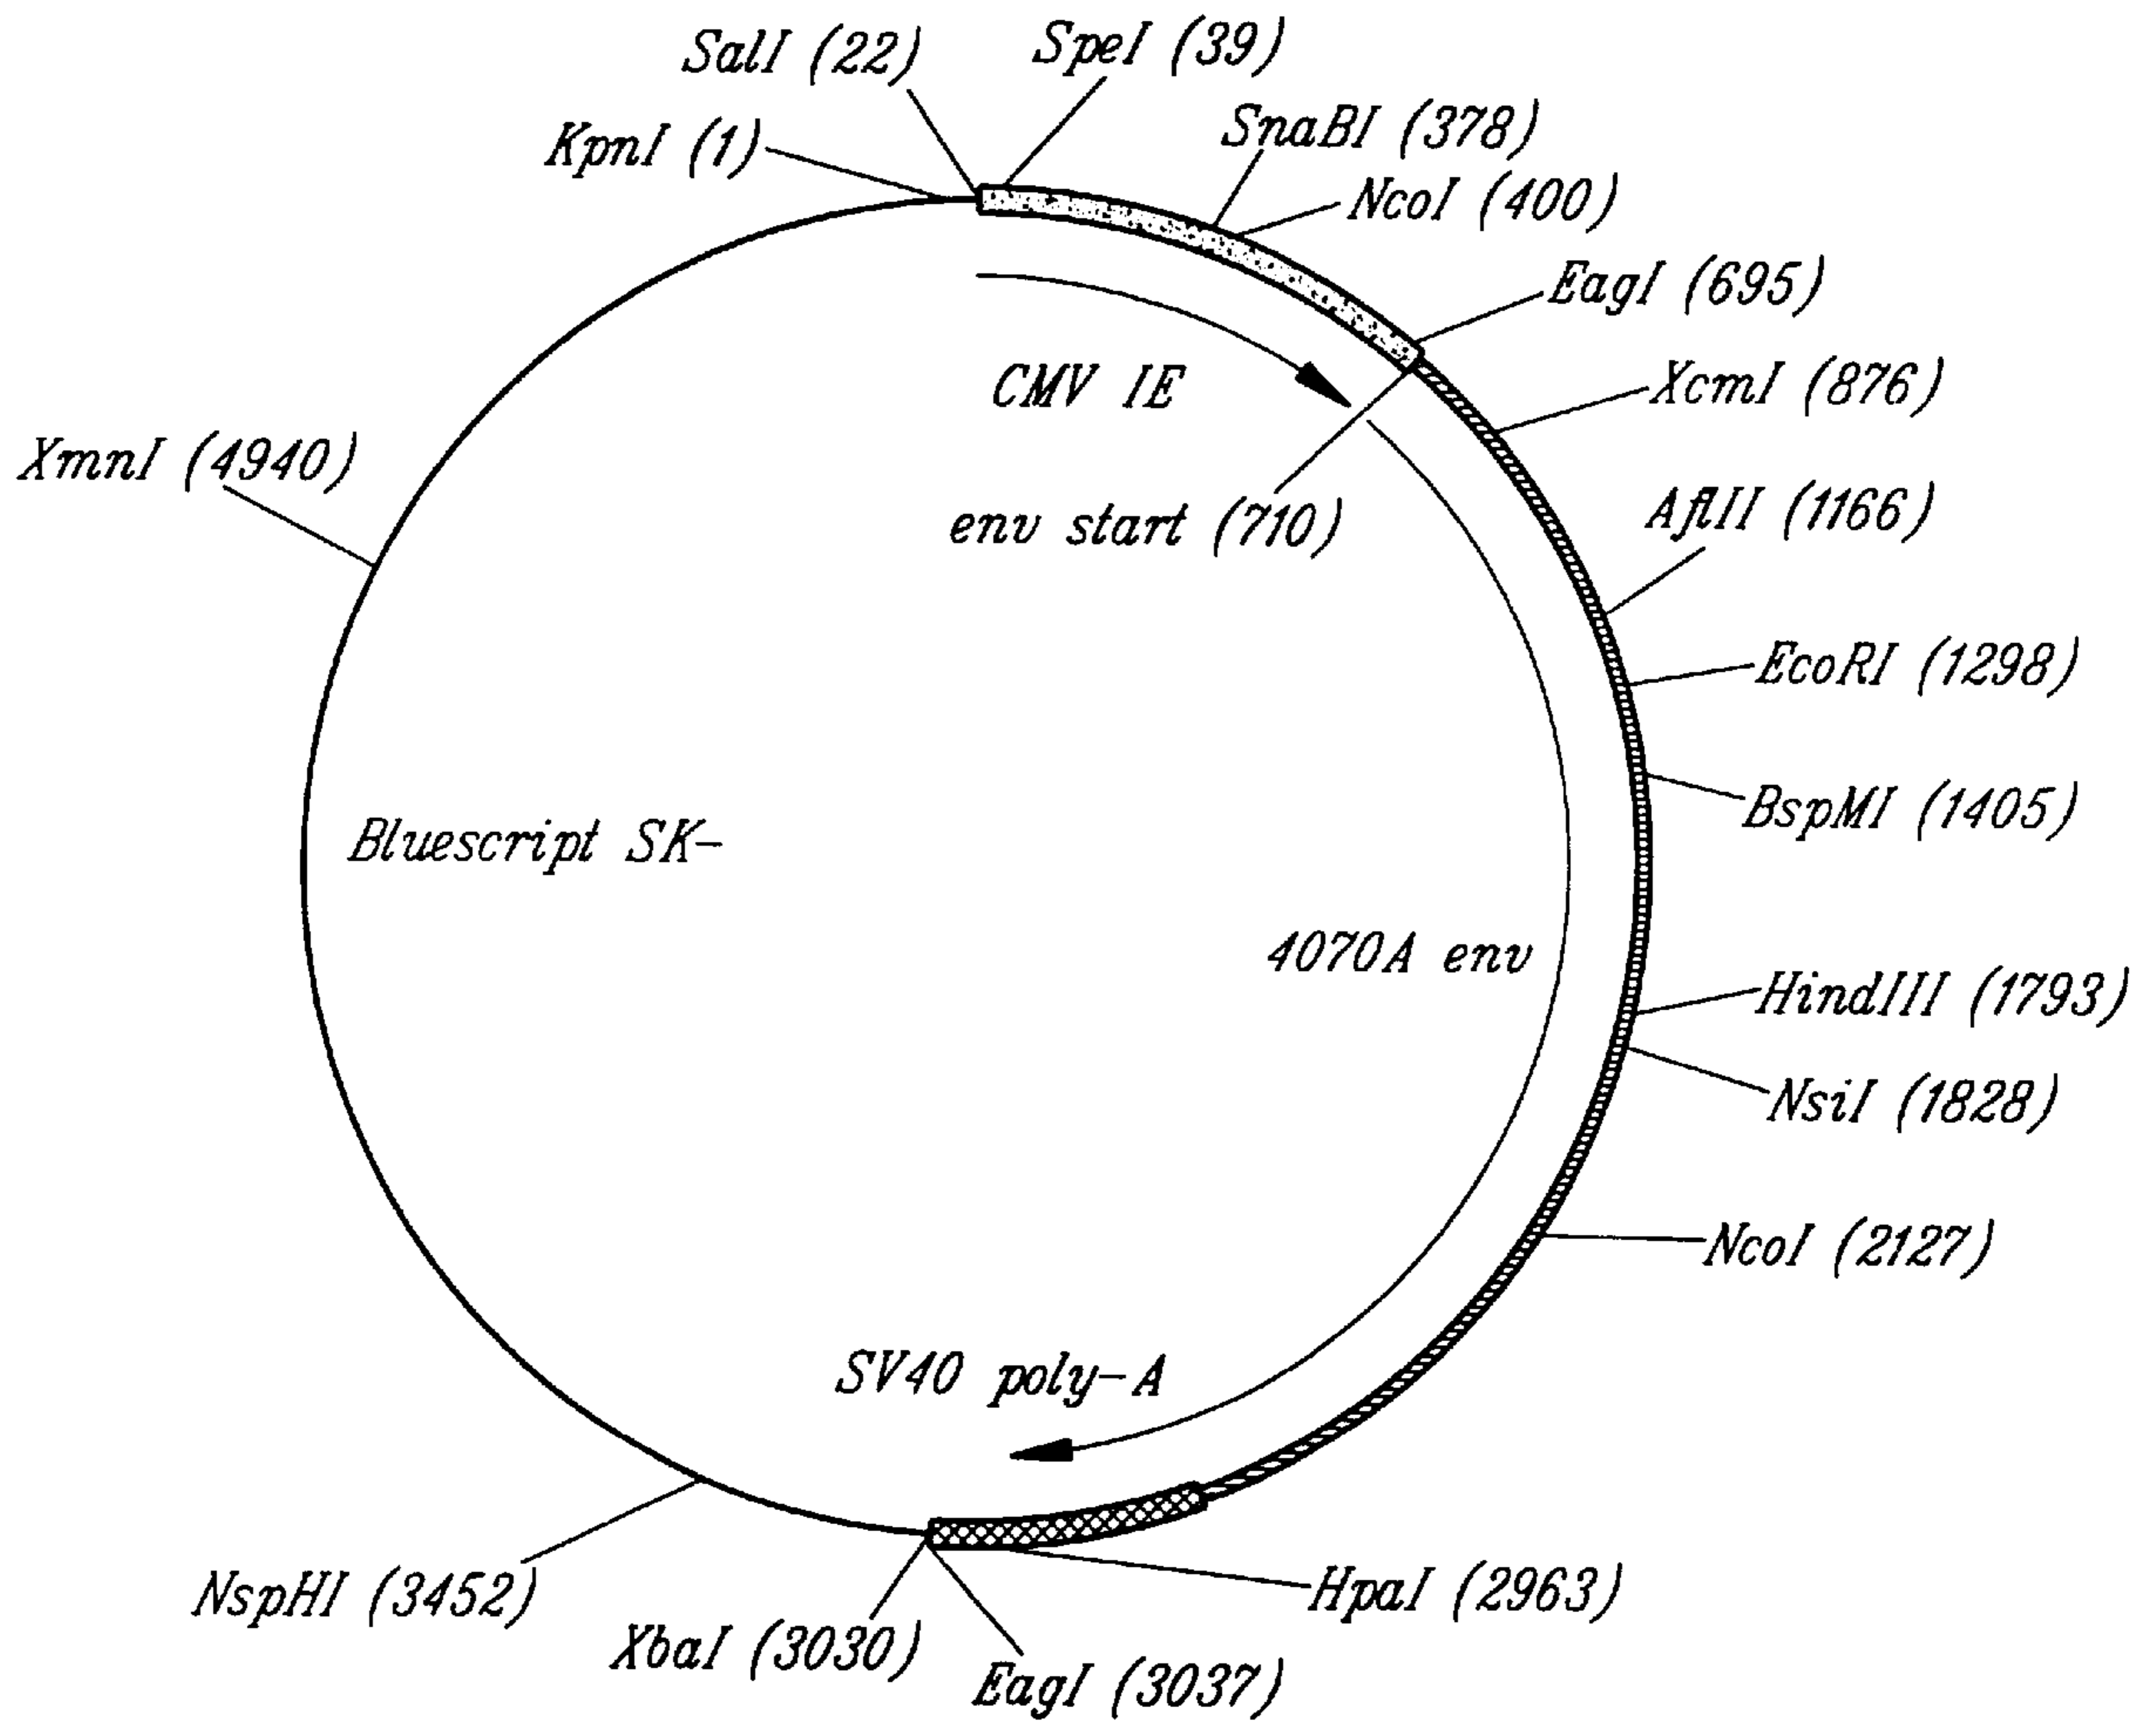 SalI (22)
SpeI (39)
KpnI (1)
SnaBI (378)
NcoI (400)
EagI (695)
XcmI (876)
CMV IE
XmnI (4940)
AflII (1166)
env start (710)
EcoRI (1298)
BspMI (1405)
Bluescript SK-
4070A env
HindIII (1793)
NsiI (1828)
NcoI (2127)
SV40 poly-A
NspHI (3452)
HpaI (2963)
XbaI (3030)
EagI (3037)